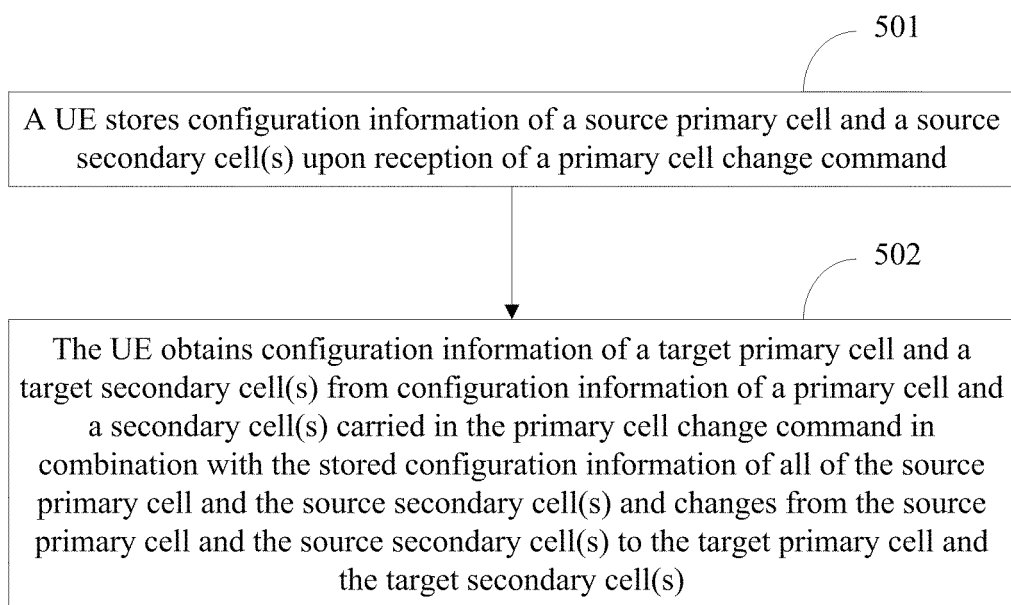 501
A UE stores configuration information of a source primary cell and a source
secondary cell(s) upon reception of a primary cell change command
502
The UE obtains configuration information of a target primary cell and a
target secondary cell(s) from configuration information of a primary cell and
a secondary cell(s) carried in the primary cell change command in
combination with the stored configuration information of all of the source
primary cell and the source secondary cell(s) and changes from the source
primary cell and the source secondary cell(s) to the target primary cell and
the target secondary cell(s)